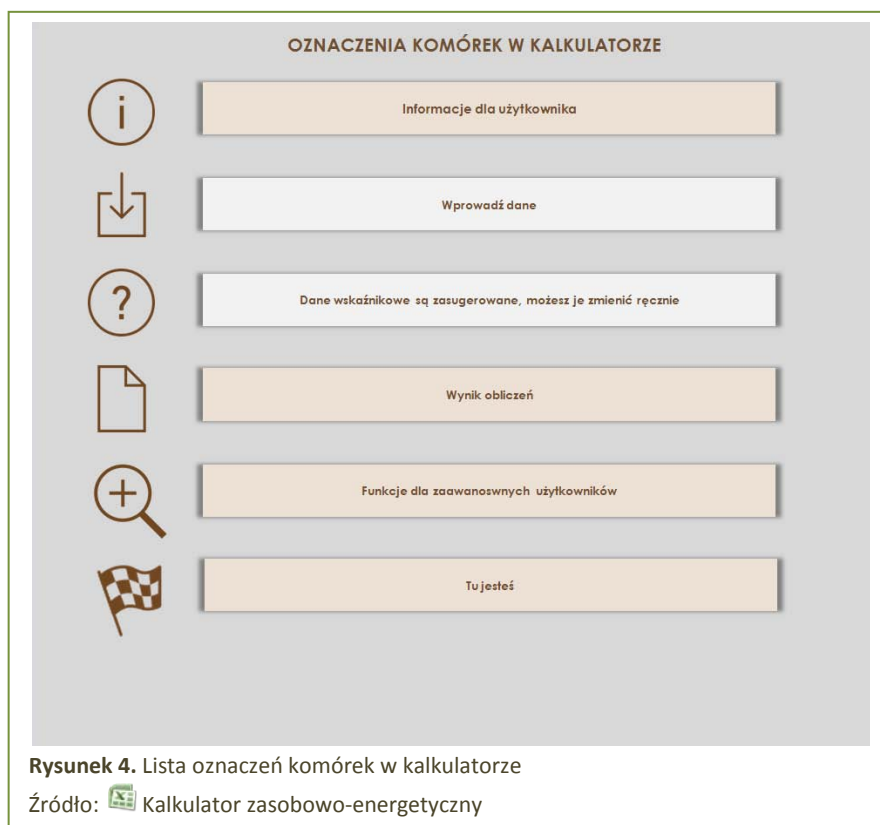 OZNACZENIA KOMÓREK W KALKULATORZE
i
Informacje dla użytkownika
Wprowadź dane
?
Dane wskaźnikowe są zasugerowane, możesz je zmienić ręcznie
Wynik obliczeń
Funkcje dla zaawanoswnych użytkowników
Tu jesteś
Rysunek 4. Lista oznaczeń komórek w kalkulatorze
Źródło: Kalkulator zasobowo-energetyczny